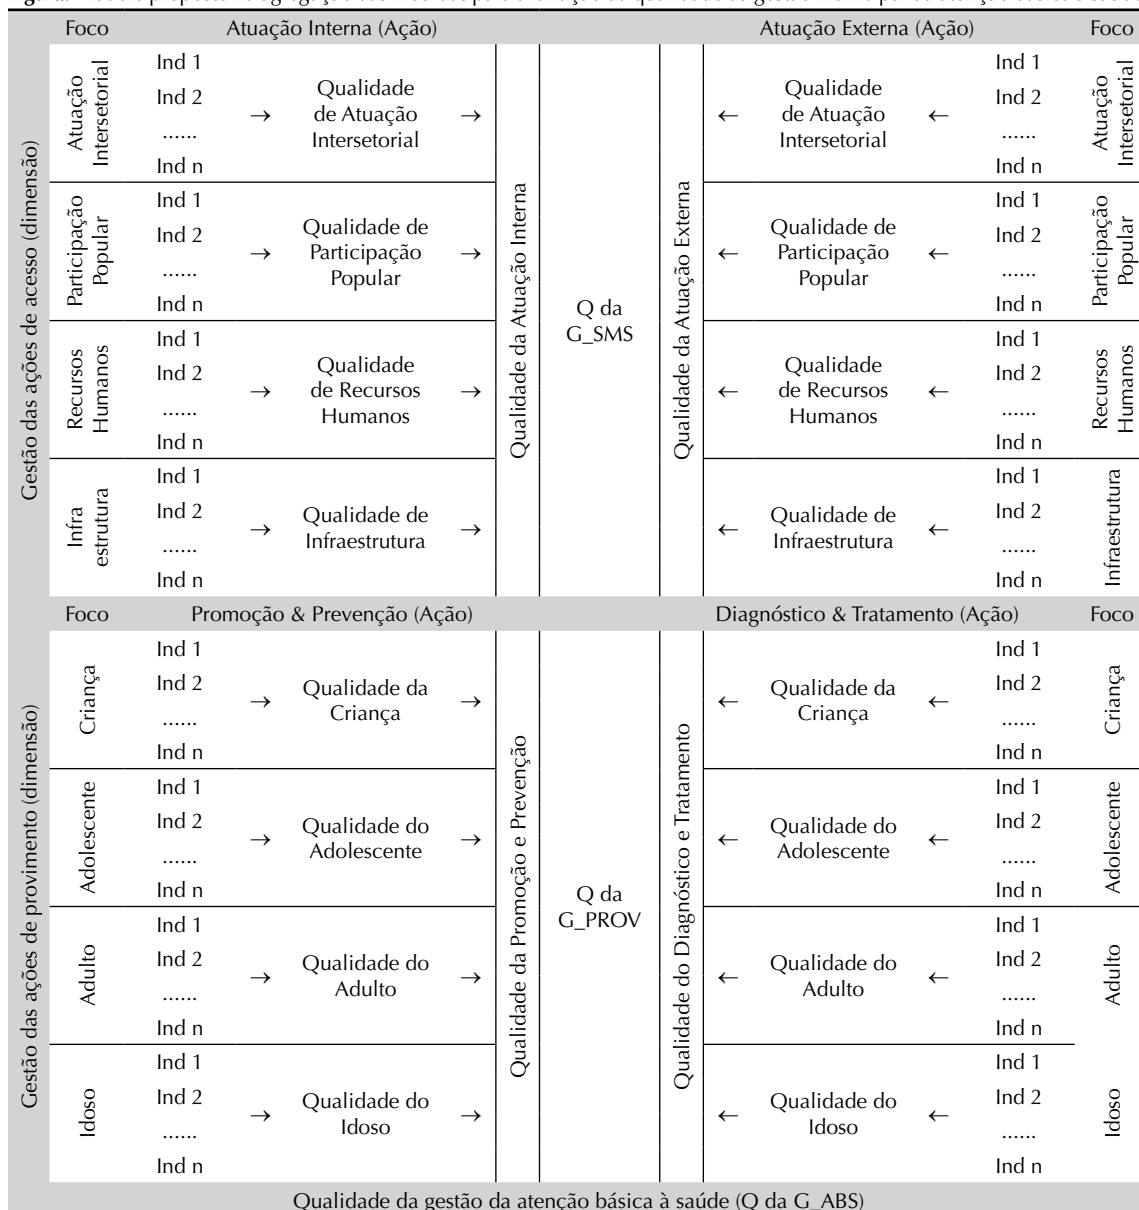 Foco
Atuação Interna (Ação)
Atuação Externa (Ação)
Foco
Gestão das ações de acesso (dimensão)
Atuação
Intersetorial
Ind 1
Ind 2
......
Ind n
→
Qualidade
de Atuação
Intersetorial
→
Participação
Popular
Ind 1
Ind 2
......
Ind n
→
Qualidade de
Participação
Popular
→
Recursos
Humanos
Ind 1
Ind 2
......
Ind n
→
Qualidade
de Recursos
Humanos
→
Infra
estrutura
Ind 1
Ind 2
......
Ind n
→
Qualidade de
Infraestrutura
→
Qualidade da Atuação Interna
Q da
G_SMS
Qualidade da Atuação Externa
←
Qualidade
de Atuação
Intersetorial
←
Ind 1
Ind 2
......
Ind n
Atuação
Intersetorial
←
Qualidade de
Participação
Popular
←
Ind 1
Ind 2
......
Ind n
Participação
Popular
←
Qualidade
de Recursos
Humanos
←
Ind 1
Ind 2
......
Ind n
Recursos
Humanos
←
Qualidade de
Infraestrutura
←
Ind 1
Ind 2
......
Ind n
Infraestrutura
Foco
Promoção & Prevenção (Ação)
Diagnóstico & Tratamento (Ação)
Foco
Gestão das ações de provimento (dimensão)
Criança
Ind 1
Ind 2
......
Ind n
→
Qualidade da
Criança
→
Adolescente
Ind 1
Ind 2
......
Ind n
→
Qualidade do
Adolescente
→
Adulto
Ind 1
Ind 2
......
Ind n
→
Qualidade do
Adulto
→
Idoso
Ind 1
Ind 2
......
Ind n
→
Qualidade do
Idoso
→
Qualidade da Promoção e Prevenção
Q da
G_PROV
Qualidade do Diagnóstico e Tratamento
←
Qualidade da
Criança
←
Ind 1
Ind 2
......
Ind n
Criança
←
Qualidade do
Adolescente
←
Ind 1
Ind 2
......
Ind n
Adolescente
←
Qualidade do
Adulto
←
Ind 1
Ind 2
......
Ind n
Adulto
←
Qualidade do
Idoso
←
Ind 1
Ind 2
......
Ind n
Idoso
Qualidade da gestão da atenção básica à saúde (Q da G_ABS)